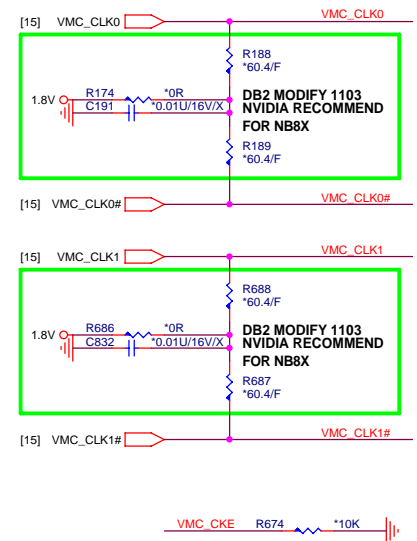 [15] VMC_CLK0 VMC_CLK0
R188
*60.4/F
1.8V R174 *0R
C191 *0.01U/16V/X
DB2 MODIFY 1103
NVIDIA RECOMMEND
FOR NB8X
R189
*60.4/F
[15] VMC_CLK0# VMC_CLK0#
[15] VMC_CLK1 VMC_CLK1
R688
*60.4/F
1.8V R686 *0R
C832 *0.01U/16V/X
DB2 MODIFY 1103
NVIDIA RECOMMEND
FOR NB8X
R687
*60.4/F
[15] VMC_CLK1# VMC_CLK1#
VMC_CKE R674 *10K